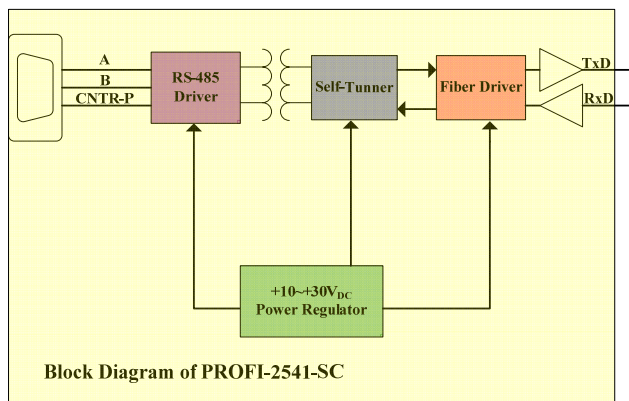 A
B
CNTR-P
RS-485
Driver
Self-Tunner
Fiber Driver
TxD
RxD
+10~+30VDC
Power Regulator
Block Diagram of PROFI-2541-SC